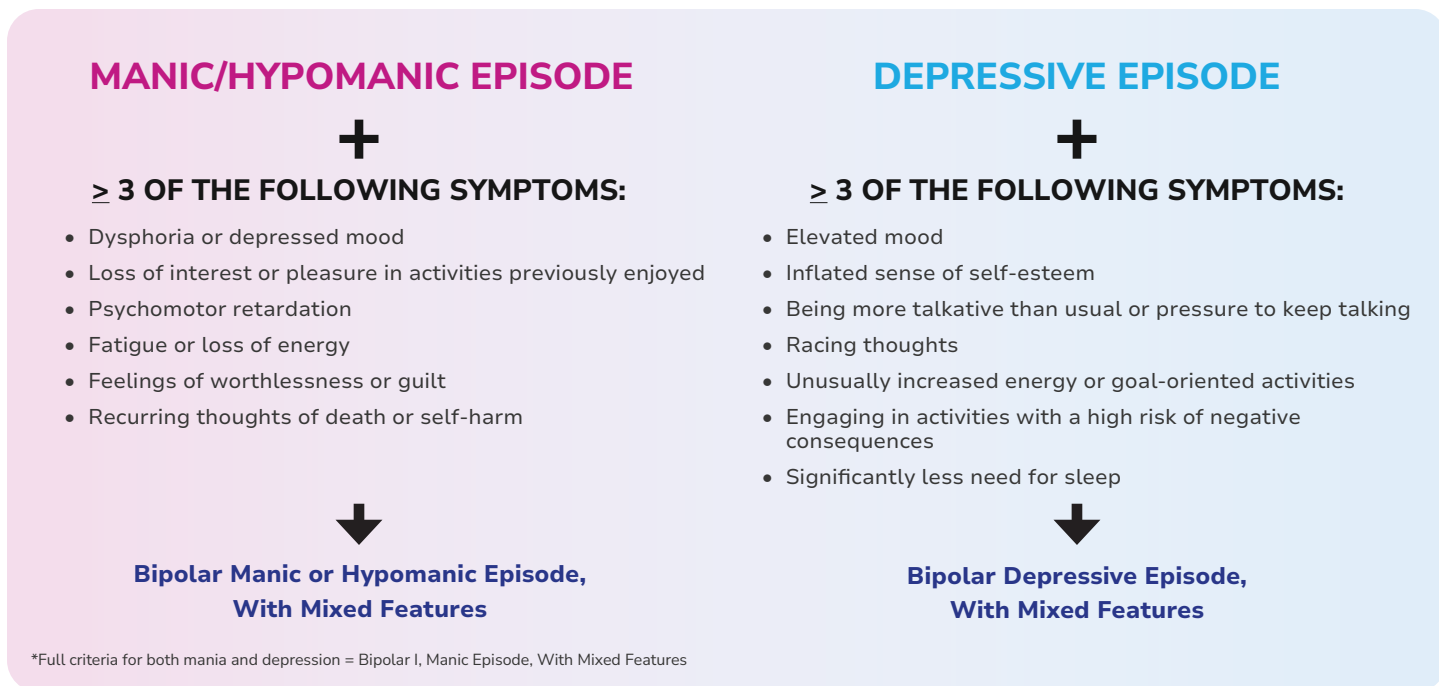 MANIC/HYPOMANIC EPISODE
+
≥ 3 OF THE FOLLOWING SYMPTOMS:
• Dysphoria or depressed mood
• Loss of interest or pleasure in activities previously enjoyed
• Psychomotor retardation
• Fatigue or loss of energy
• Feelings of worthlessness or guilt
• Recurring thoughts of death or self-harm
Bipolar Manic or Hypomanic Episode,
With Mixed Features
DEPRESSIVE EPISODE
+
≥ 3 OF THE FOLLOWING SYMPTOMS:
• Elevated mood
• Inflated sense of self-esteem
• Being more talkative than usual or pressure to keep talking
• Racing thoughts
• Unusually increased energy or goal-oriented activities
• Engaging in activities with a high risk of negative
consequences
• Significantly less need for sleep
Bipolar Depressive Episode,
With Mixed Features
*Full criteria for both mania and depression = Bipolar I, Manic Episode, With Mixed Features